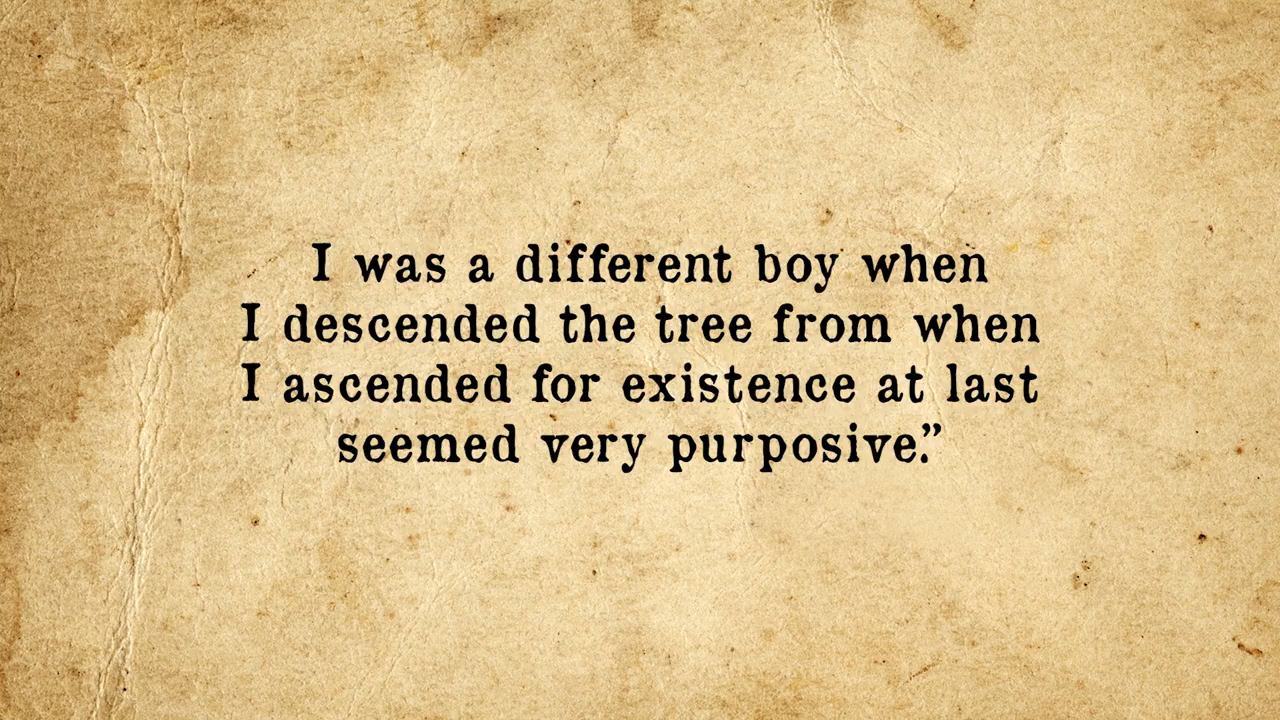 I was a different boy when
I descended the tree from when
I ascended for existence at last
seemed very purposive.”